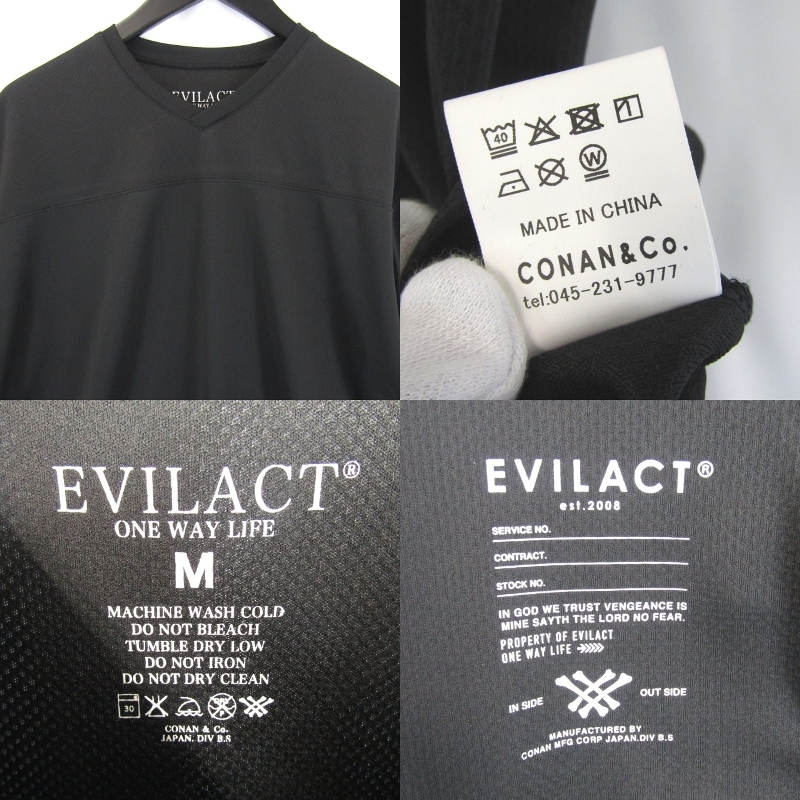 EVILACT
40
1
W
MADE IN CHINA
CONAN&Co.
tel:045-231-9777
EVILACT®
ONE WAY LIFE
M
MACHINE WASH COLD
DO NOT BLEACH
TUMBLE DRY LOW
DO NOT IRON
DO NOT DRY CLEAN
30
CONAN & Co.
JAPAN. DIV B.S
EVILACT®
est.2008
SERVICE NO.
CONTRACT.
STOCK NO.
IN GOD WE TRUST VENGEANCE IS
MINE SAYTH THE LORD NO FEAR.
PROPERTY OF EVILACT
ONE WAY LIFE
IN SIDE
OUT SIDE
MANUFACTURED BY
CONAN MFG CORP JAPAN.DIV B.S